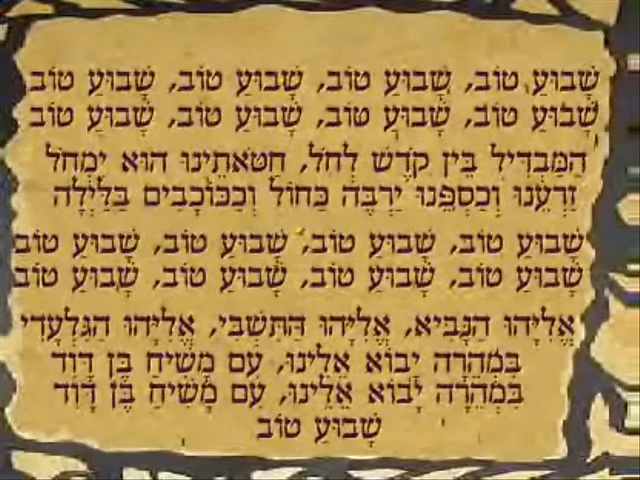 שָׁבוּעַ טוֹב, שָׁבוּעַ טוֹב, שָׁבוּעַ טוֹב, שָׁבוּעַ טוֹב
שָׁבוּעַ טוֹב, שָׁבוּעַ טוֹב, שָׁבוּעַ טוֹב, שָׁבוּעַ טוֹב
הַמַּבְדִּיל בֵּין קֹדֶשׁ לְחֹל, חַטֹּאתֵינוּ הוּא יִמְחֹל
זַרְעֵנוּ וְכַסְפֵּנוּ יַרְבֶּה כַּחוֹל וְכַכּוֹכָבִים בַּלַּיְלָה
שָׁבוּעַ טוֹב, שָׁבוּעַ טוֹב, שָׁבוּעַ טוֹב, שָׁבוּעַ טוֹב
שָׁבוּעַ טוֹב, שָׁבוּעַ טוֹב, שָׁבוּעַ טוֹב, שָׁבוּעַ טוֹב
אֱלִיָּהוּ הַנָּבִיא, אֱלִיָּהוּ הַתִּשְׁבִּי, אֱלִיָּהוּ הַגִּלְעָדִי
בִּמְהֵרָה יָבוֹא אֵלֵינוּ, עִם מָשִׁיחַ בֶּן דָּוִד
בִּמְהֵרָה יָבוֹא אֵלֵינוּ, עִם מָשִׁיחַ בֶּן דָּוִד
שָׁבוּעַ טוֹב